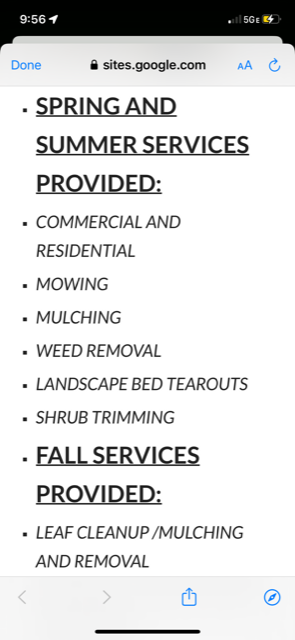 9:56
5GE
Done
sites.google.com
AA
SPRING AND
SUMMER SERVICES
PROVIDED:
COMMERCIAL AND
RESIDENTIAL
MOWING
MULCHING
WEED REMOVAL
LANDSCAPE BED TEAROUTS
SHRUB TRIMMING
FALL SERVICES
PROVIDED:
LEAF CLEANUP /MULCHING
AND REMOVAL